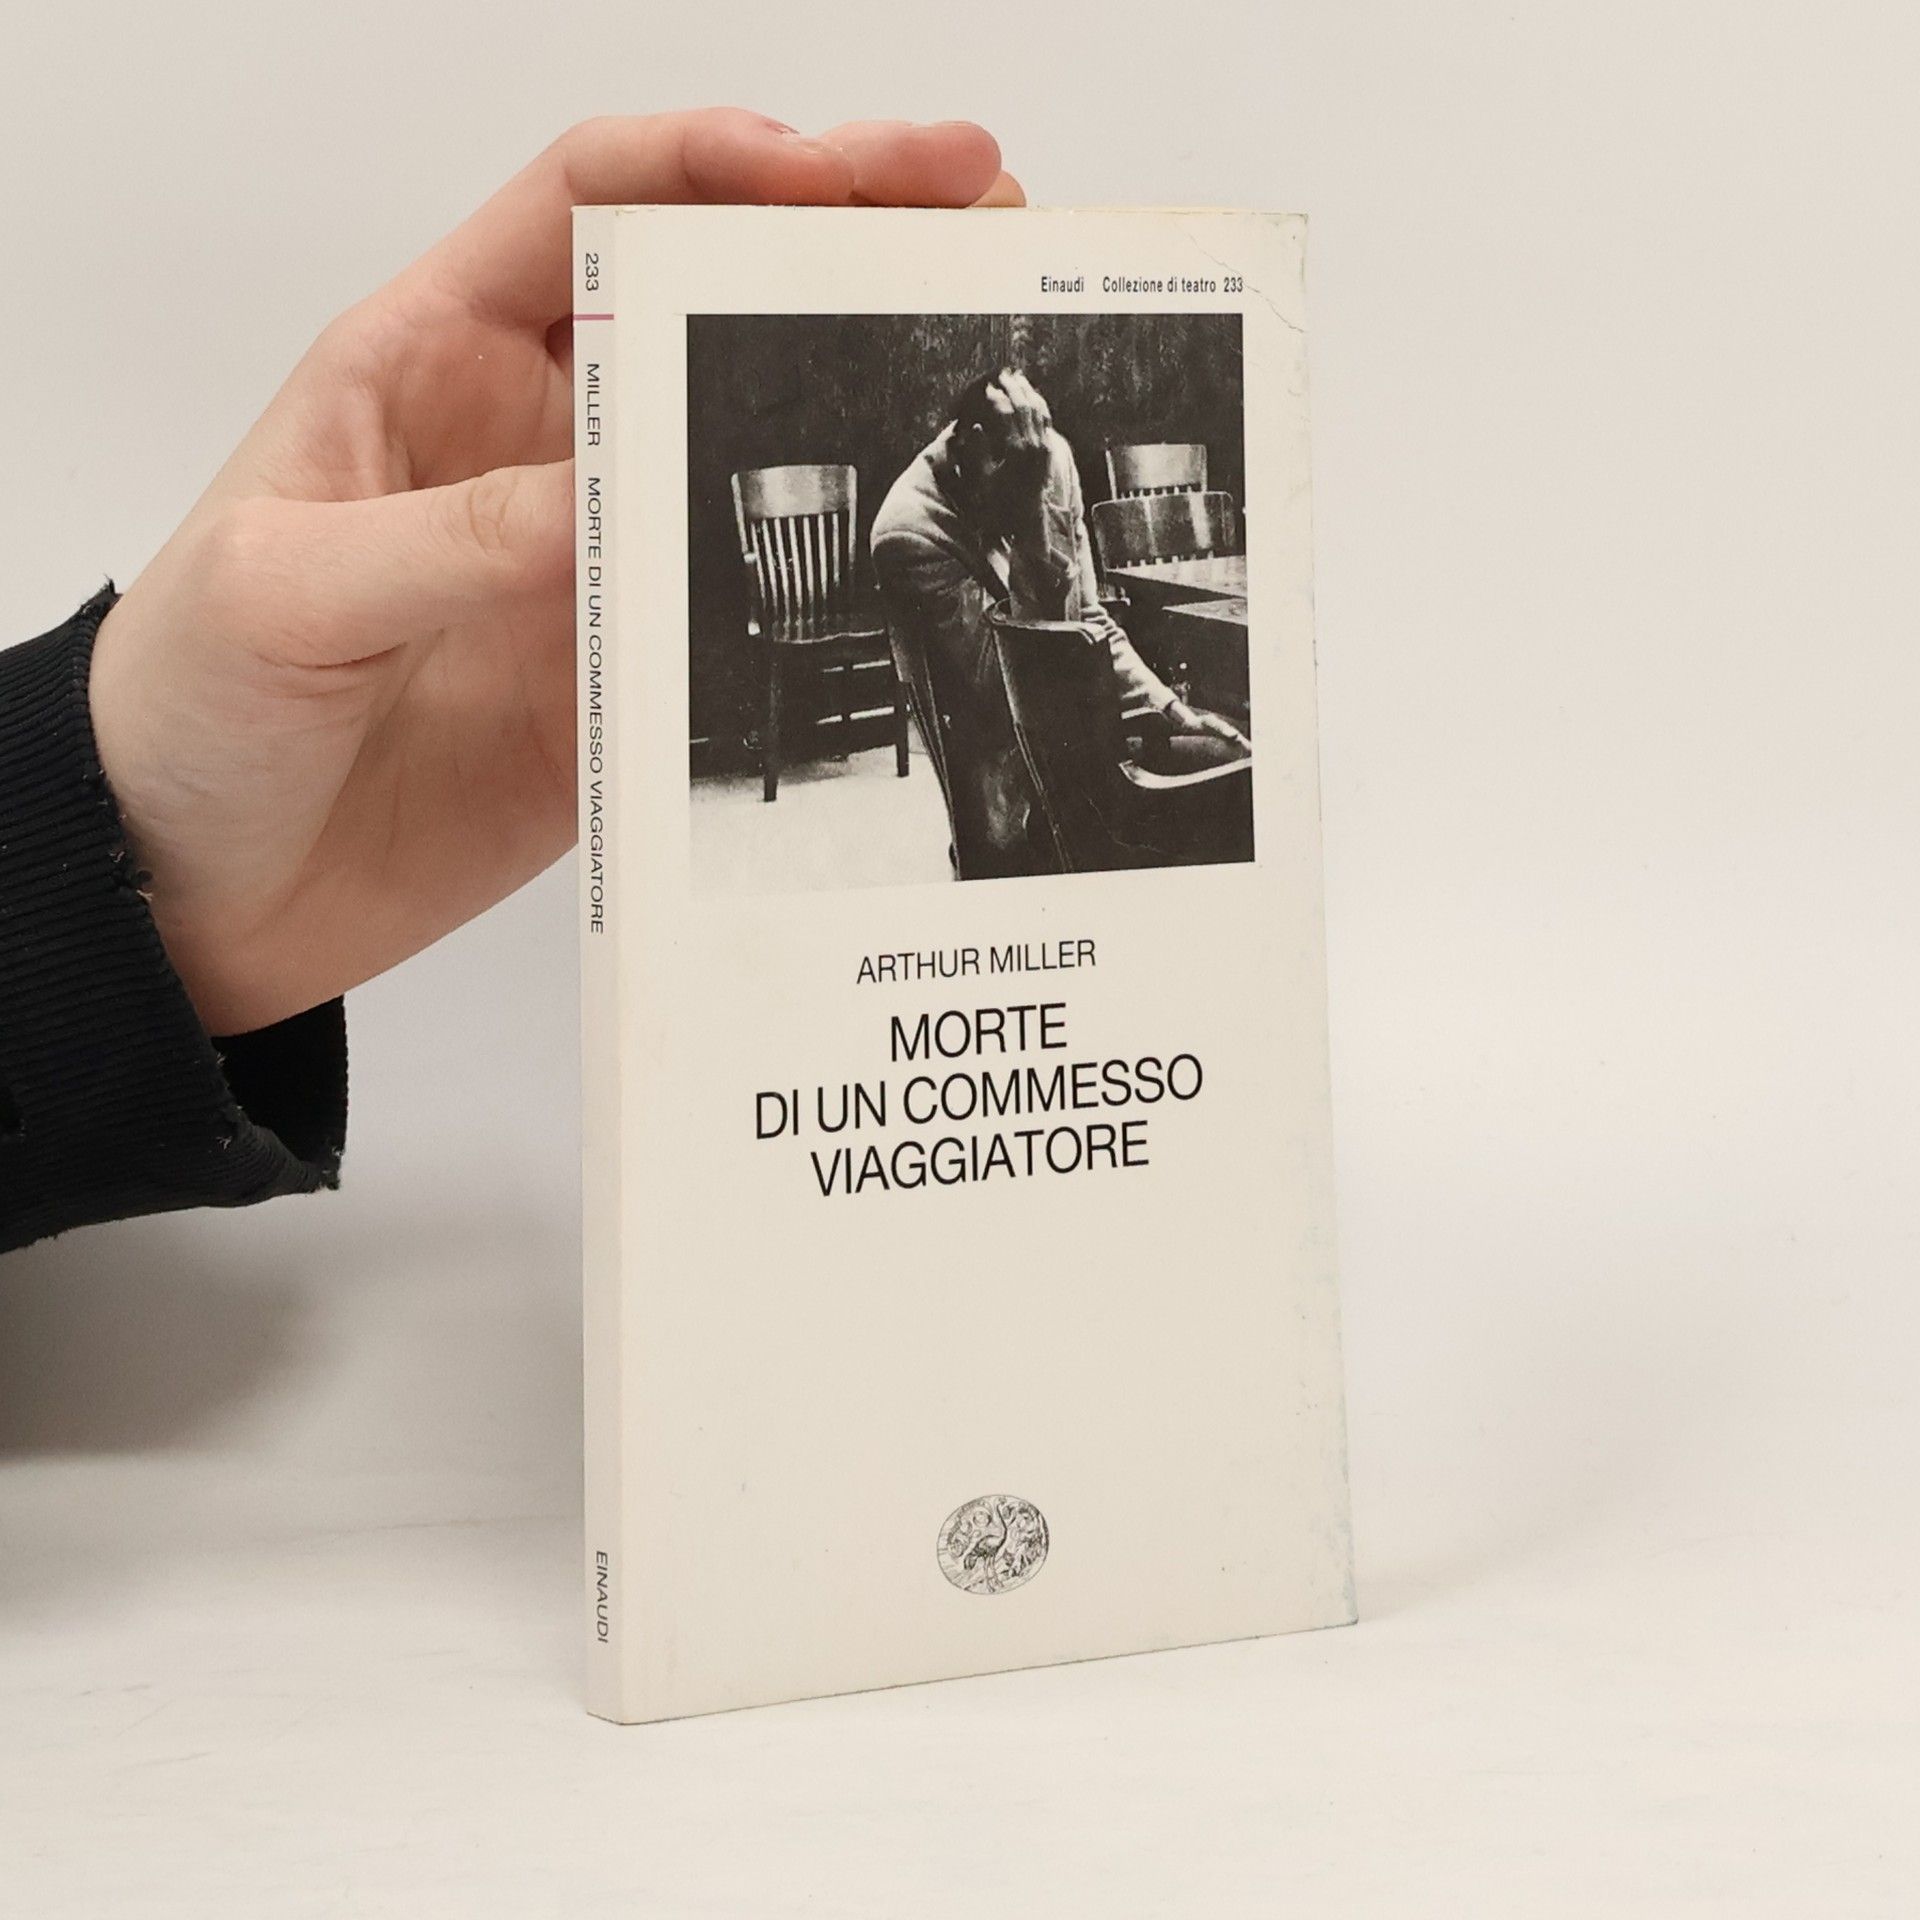 233
MILLER MORTE DI UN COMMESSO VIAGGIATORE
EINAUDI
Einaudi Collezione di teatro 233
ARTHUR MILLER
MORTE
DI UN COMMESSO
VIAGGIATORE